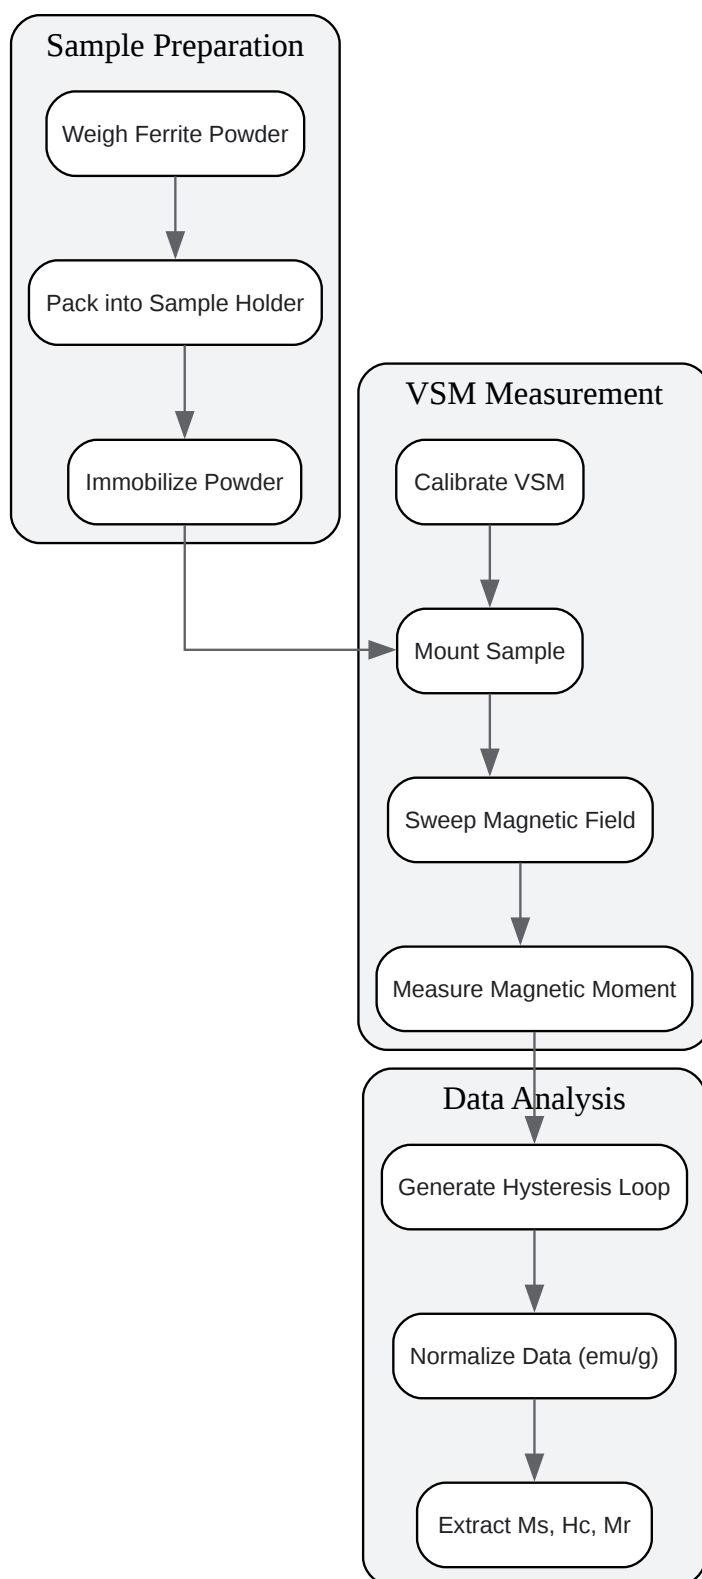 Sample Preparation
Weigh Ferrite Powder
Pack into Sample Holder
Immobilize Powder
VSM Measurement
Calibrate VSM
Mount Sample
Sweep Magnetic Field
Measure Magnetic Moment
Data Analysis
Generate Hysteresis Loop
Normalize Data (emu/g)
Extract Ms, Hc, Mr